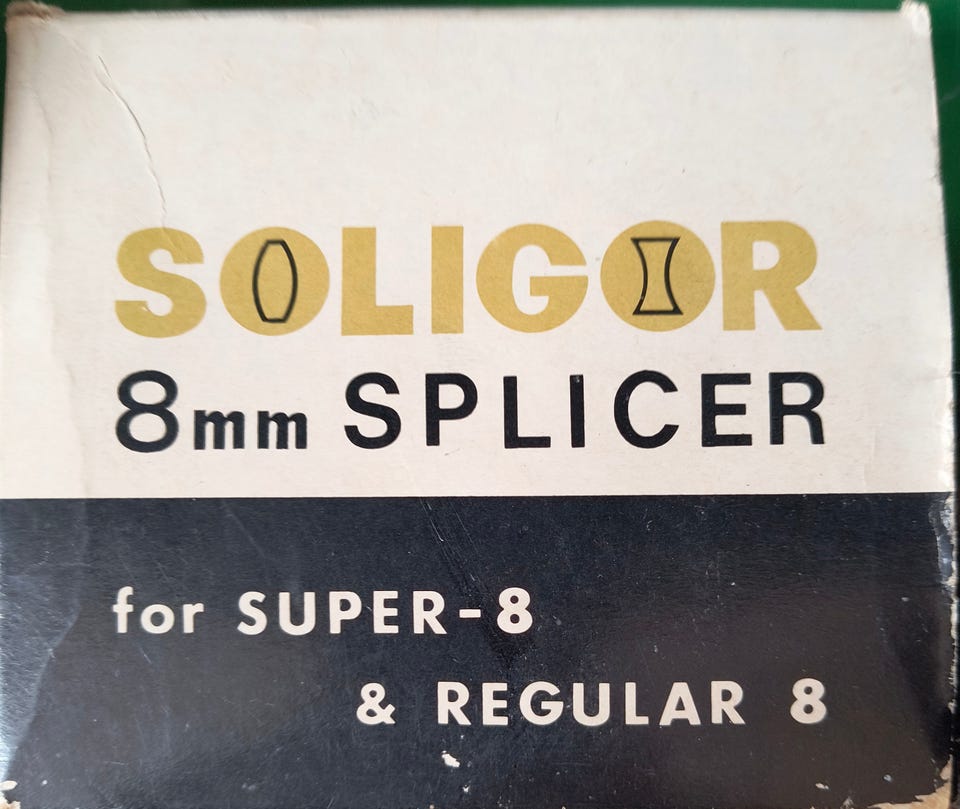 SOLIGOR
8mm SPLICER
for SUPER-8
& REGULAR 8